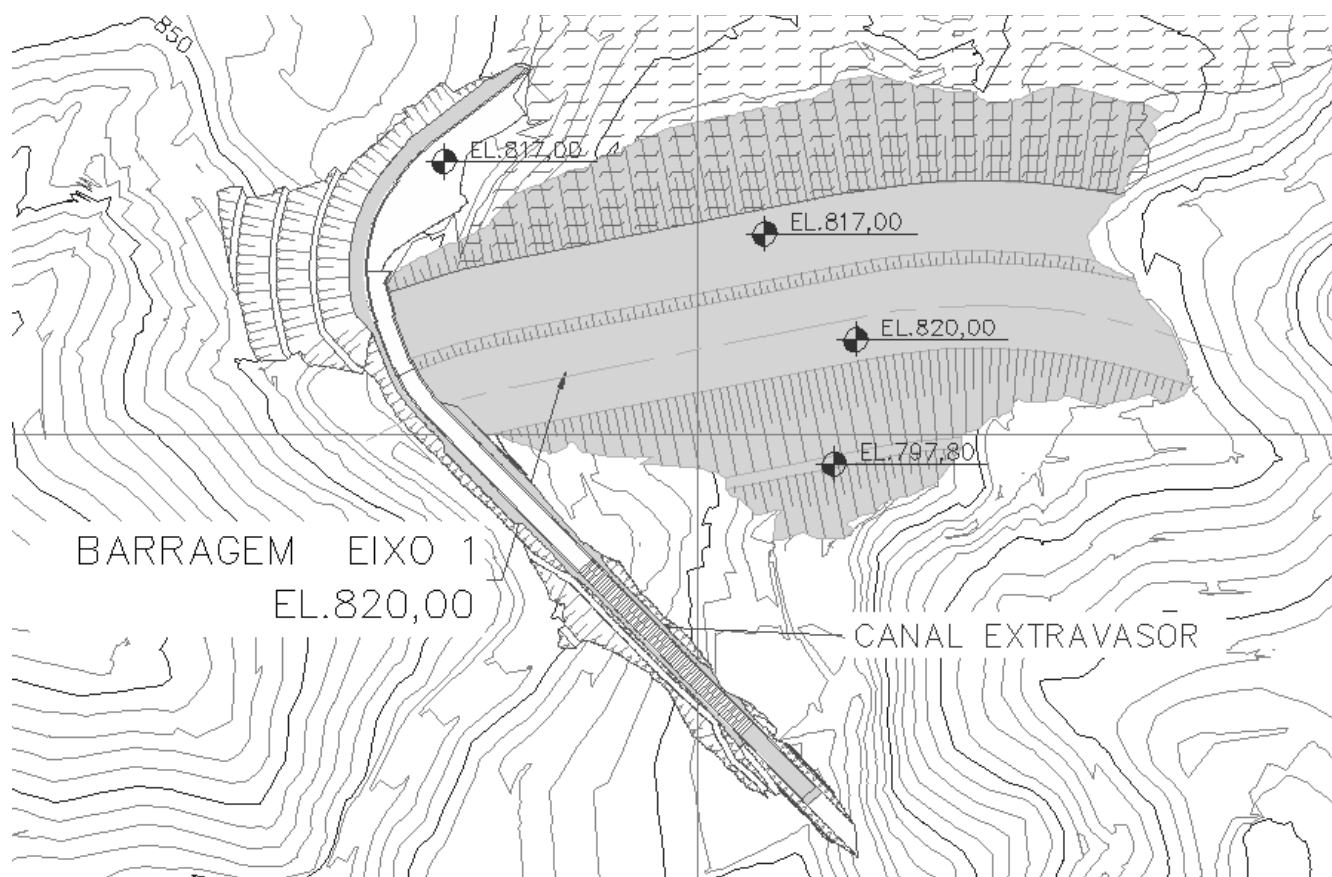 850
EL.817,00
EL.817,00
EL.820,00
EL.797,80
BARRAGEM EIXO 1
EL.820,00
CANAL EXTRAVASOR